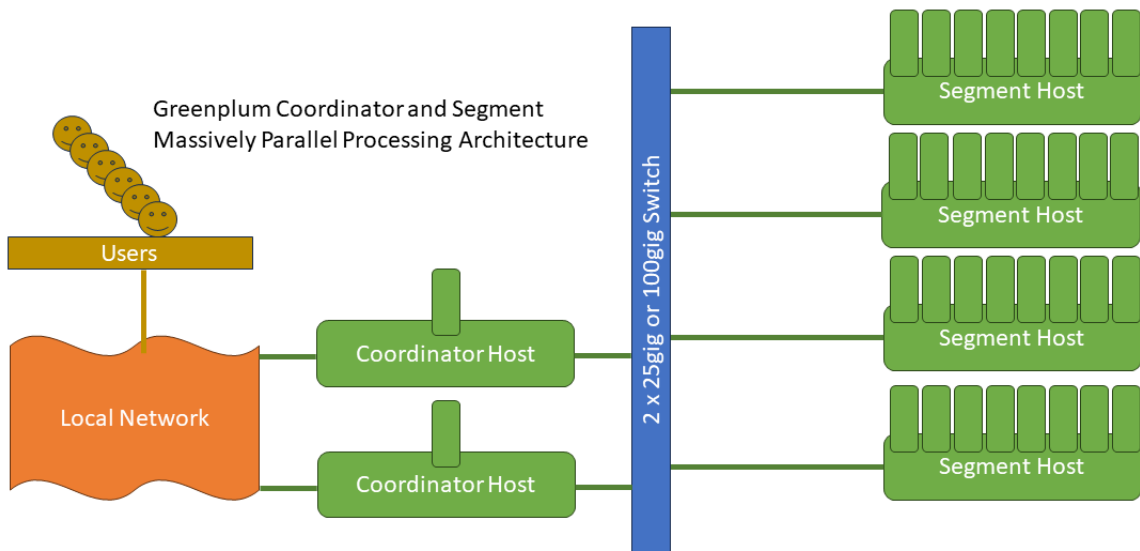 Greenplum Coordinator and Segment
Massively Parallel Processing Architecture
Users
Local Network
Coordinator Host
Coordinator Host
2 x 25gig or 100gig Switch
Segment Host
Segment Host
Segment Host
Segment Host